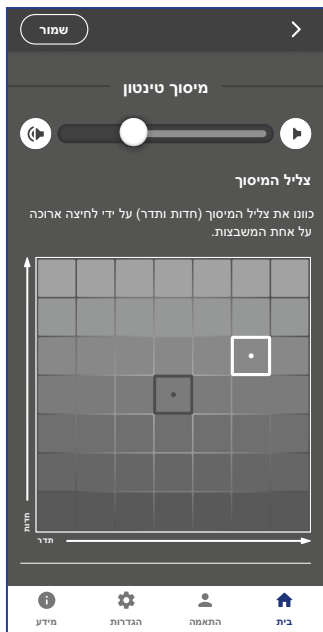 שמור
מיסוך טינטון
צליל המיסוך
כוונו את צליל המיסוך (חדות ותדר) על ידי לחיצה ארוכה
על אחת המשבצות.
חדות
תדר
בית
התאמה
הגדרות
מידע